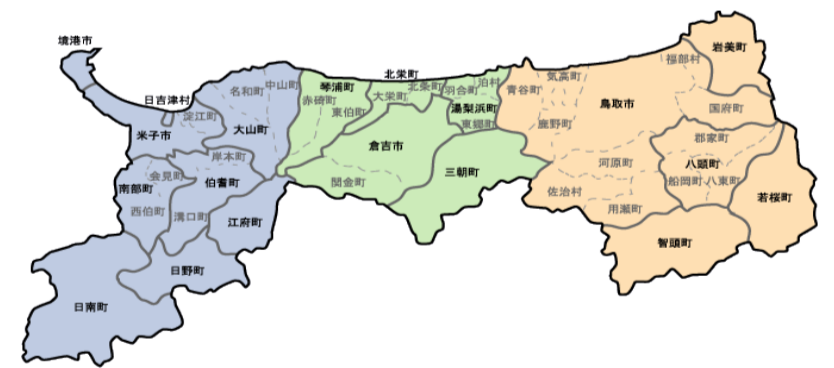 境港市
岩美町
福部村
北栄町
気高町
泊村
中山町
琴浦町
羽合町
北条町
名和町
青谷町
大栄町
赤碕町
日吉津村
鳥取市
国府町
湯梨浜町
淀江町
東伯町
鹿野町
東郷町
大山町
米子市
郡家町
倉吉市
岸本町
河原町
八頭町
三朝町
会見町
伯耆町
関金町
船岡町
八東町
南部町
佐治村
若桜町
西伯町
溝口町
用瀬町
江府町
智頭町
日野町
日南町